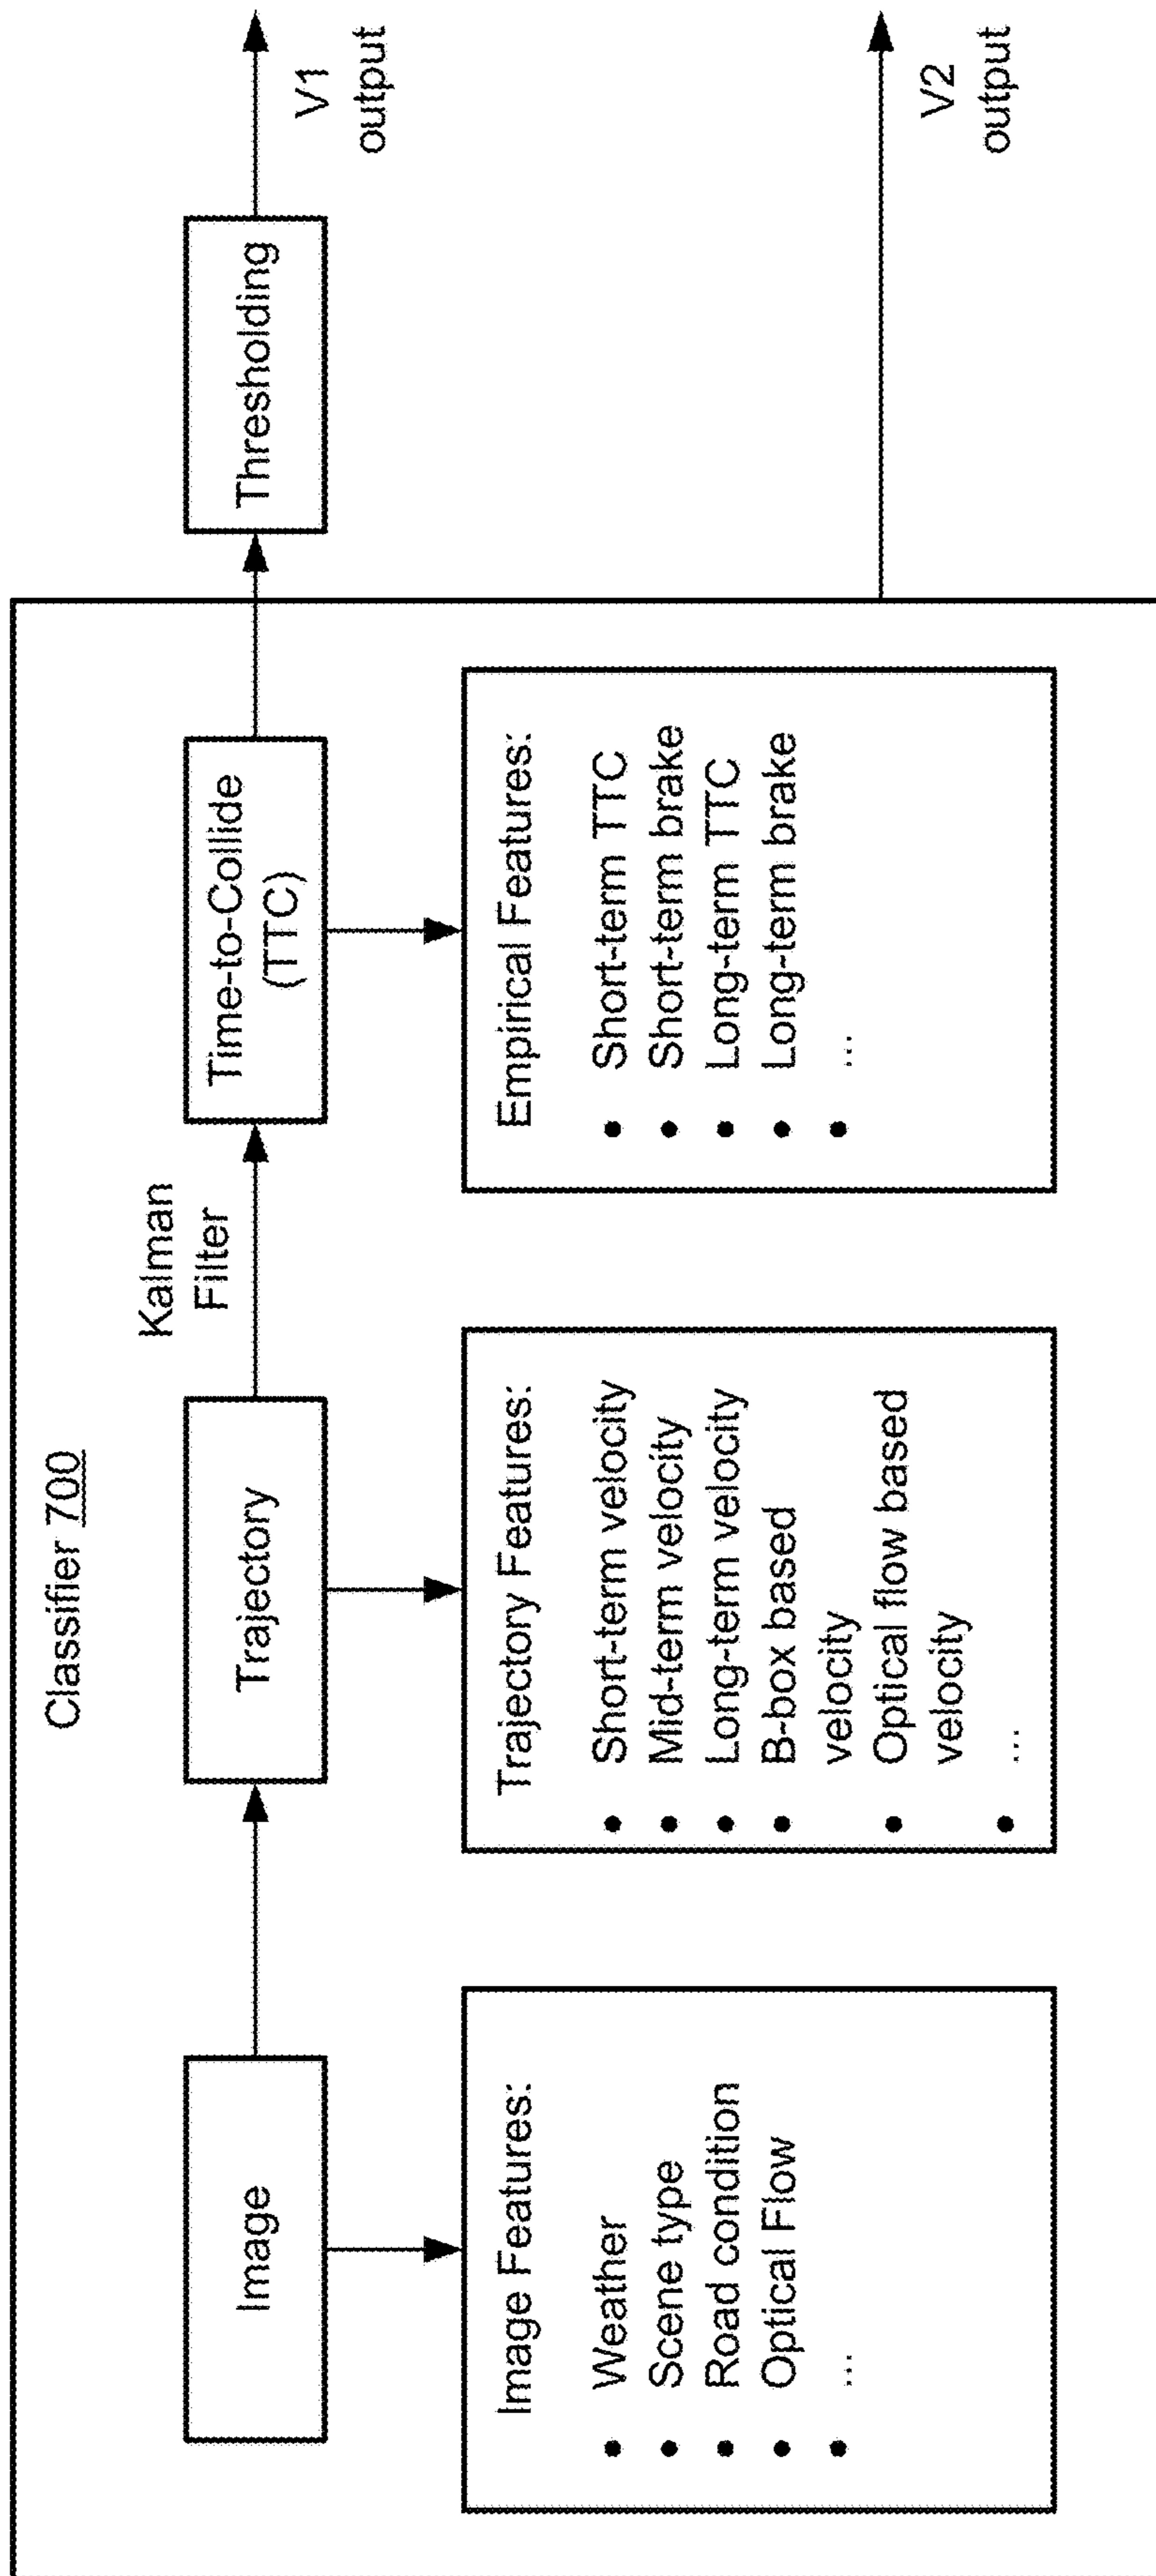 Classifier 700
Image
Trajectory
Kalman
Filter
Time-to-Collide
(TTC)
Thresholding
V1
output
Image Features:
• Weather
• Scene type
• Road condition
• Optical Flow
• ...
Trajectory Features:
• Short-term velocity
• Mid-term velocity
• Long-term velocity
• B-box based
velocity
• Optical flow based
velocity
• ...
Empirical Features:
• Short-term TTC
• Short-term brake
• Long-term TTC
• Long-term brake
• ...
V2
output